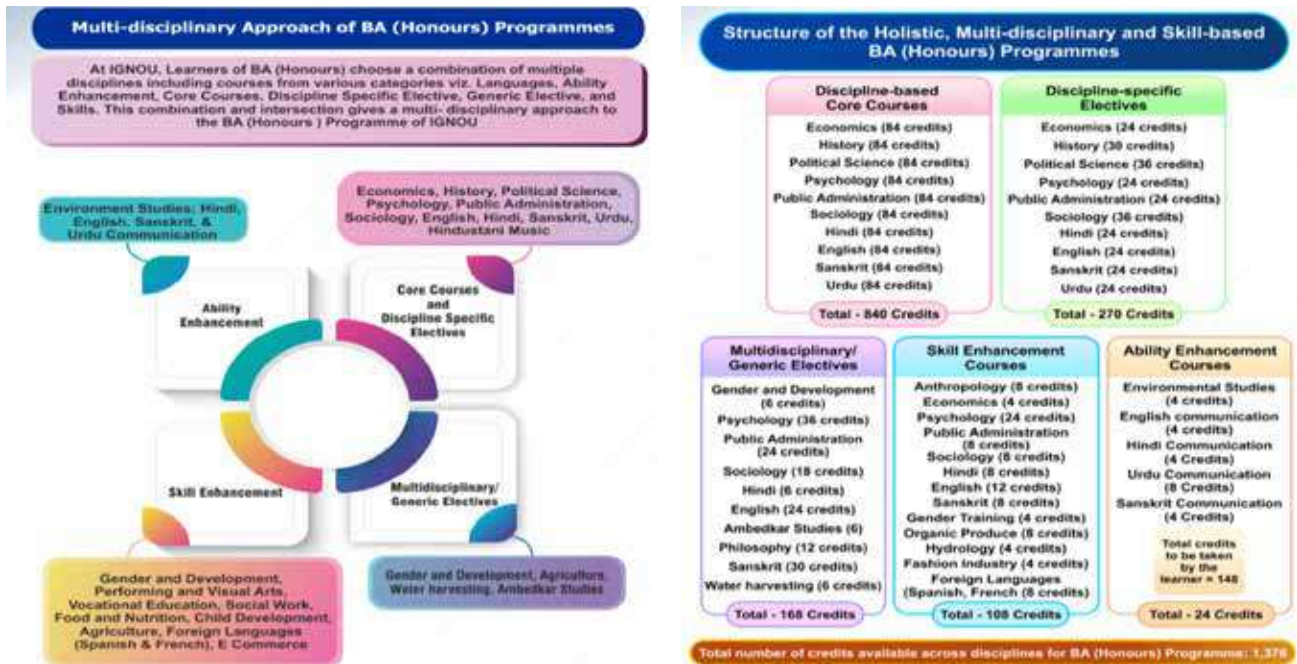 Multi-disciplinary Approach of BA (Honours) Programmes
At IGNOU, Learners of BA (Honours) choose a combination of multiple
disciplines including courses from various categories viz. Languages, Ability
Enhancement, Core Courses, Discipline Specific Elective, Generic Elective, and
Skills. This combination and intersection gives a multi- disciplinary approach to
the BA (Honours ) Programme of IGNOU
Environment Studies; Hindi,
English, Sanskrit, &
Urdu Communication
Economics, History, Political Science,
Psychology, Public Administration,
Sociology, English, Hindi, Sanskrit, Urdu,
Hindustani Music
Ability
Enhancement
Core Courses
and
Discipline Specific
Electives
Skill Enhancement
Multidisciplinary/
Generic Electives
Gender and Development,
Performing and Visual Arts,
Vocational Education, Social Work,
Food and Nutrition, Child Development,
Agriculture, Foreign Languages
(Spanish & French), E Commerce
Gender and Development, Agriculture,
Water harvesting, Ambedkar Studies
Structure of the Holistic, Multi-disciplinary and Skill-based
BA (Honours) Programmes
Discipline-based
Core Courses
Economics (84 credits)
History (84 credits)
Political Science (84 credits)
Psychology (84 credits)
Public Administration (84 credits)
Sociology (84 credits)
Hindi (84 credits)
English (84 credits)
Sanskrit (84 credits)
Urdu (84 credits)
Total - 840 Credits
Discipline-specific
Electives
Economics (24 credits)
History (30 credits)
Political Science (36 credits)
Psychology (24 credits)
Public Administration (24 credits)
Sociology (36 credits)
Hindi (24 credits)
English (24 credits)
Sanskrit (24 credits)
Urdu (24 credits)
Total - 270 Credits
Multidisciplinary/
Generic Electives
Gender and Development
(6 credits)
Psychology (36 credits)
Public Administration
(24 credits)
Sociology (18 credits)
Hindi (6 credits)
English (24 credits)
Ambedkar Studies (6)
Philosophy (12 credits)
Sanskrit (30 credits)
Water harvesting (6 credits)
Total - 168 Credits
Skill Enhancement
Courses
Anthropology (8 credits)
Economics (4 credits)
Psychology (24 credits)
Public Administration
(8 credits)
Sociology (8 credits)
Hindi (8 credits)
English (12 credits)
Sanskrit (8 credits)
Gender Training (4 credits)
Organic Produce (8 credits)
Hydrology (4 credits)
Fashion Industry (4 credits)
Foreign Languages
(Spanish, French) (8 credits)
Total - 108 Credits
Ability Enhancement
Courses
Environmental Studies
(4 credits)
English communication
(4 credits)
Hindi Communication
(4 Credits)
Urdu Communication
(8 Credits)
Sanskrit Communication
(4 Credits)
Total credits
to be taken
by the
learner = 148
Total - 24 Credits
Total number of credits available across disciplines for BA (Honours) Programme: 1,376